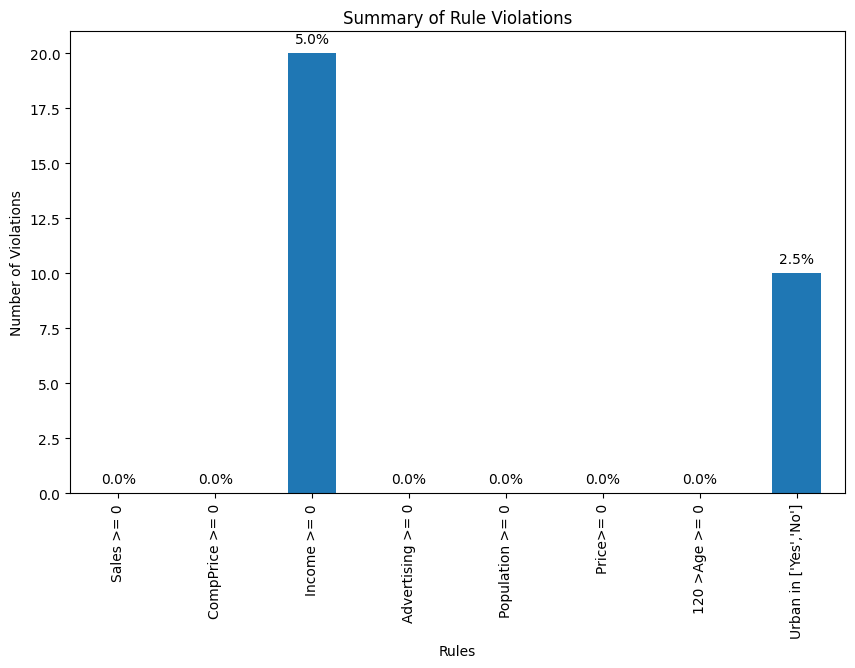 Summary of Rule Violations
5.0%
20.0
17.5
15.0
12.5
10.0
7.5
5.0
2.5
0.0
Number of Violations
2.5%
0.0%
0.0%
0.0%
0.0%
0.0%
0.0%
Sales >= 0
CompPrice >= 0
Income >= 0
Advertising >= 0
Population >= 0
Price>= 0
120 >Age >= 0
Urban in ['Yes','No']
Rules